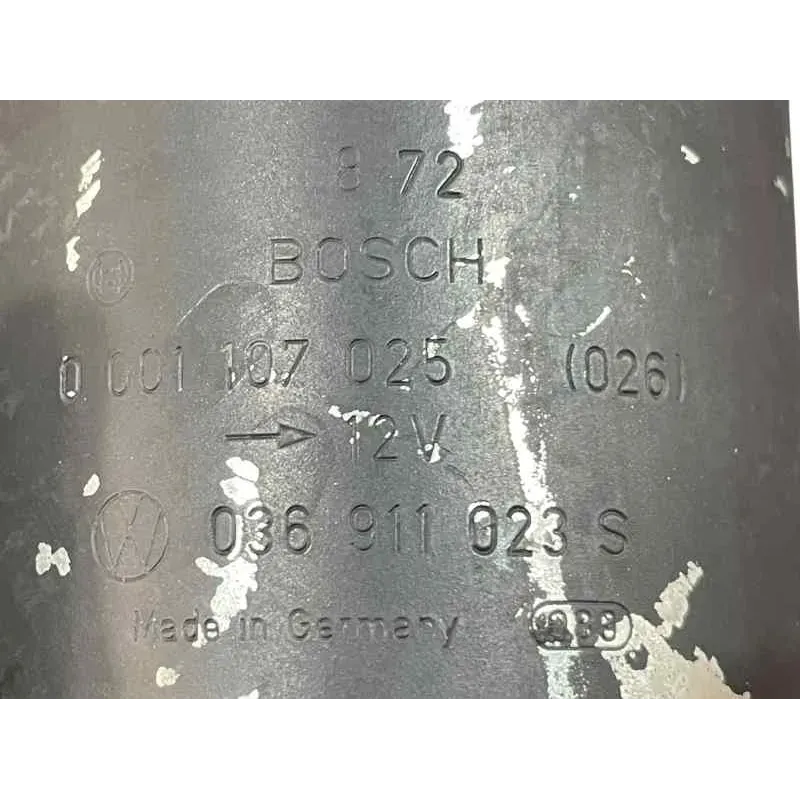 8 72
BOSCH
0 001 107 025 (026)
→ 12V
036 911 023 S
Made in Germany